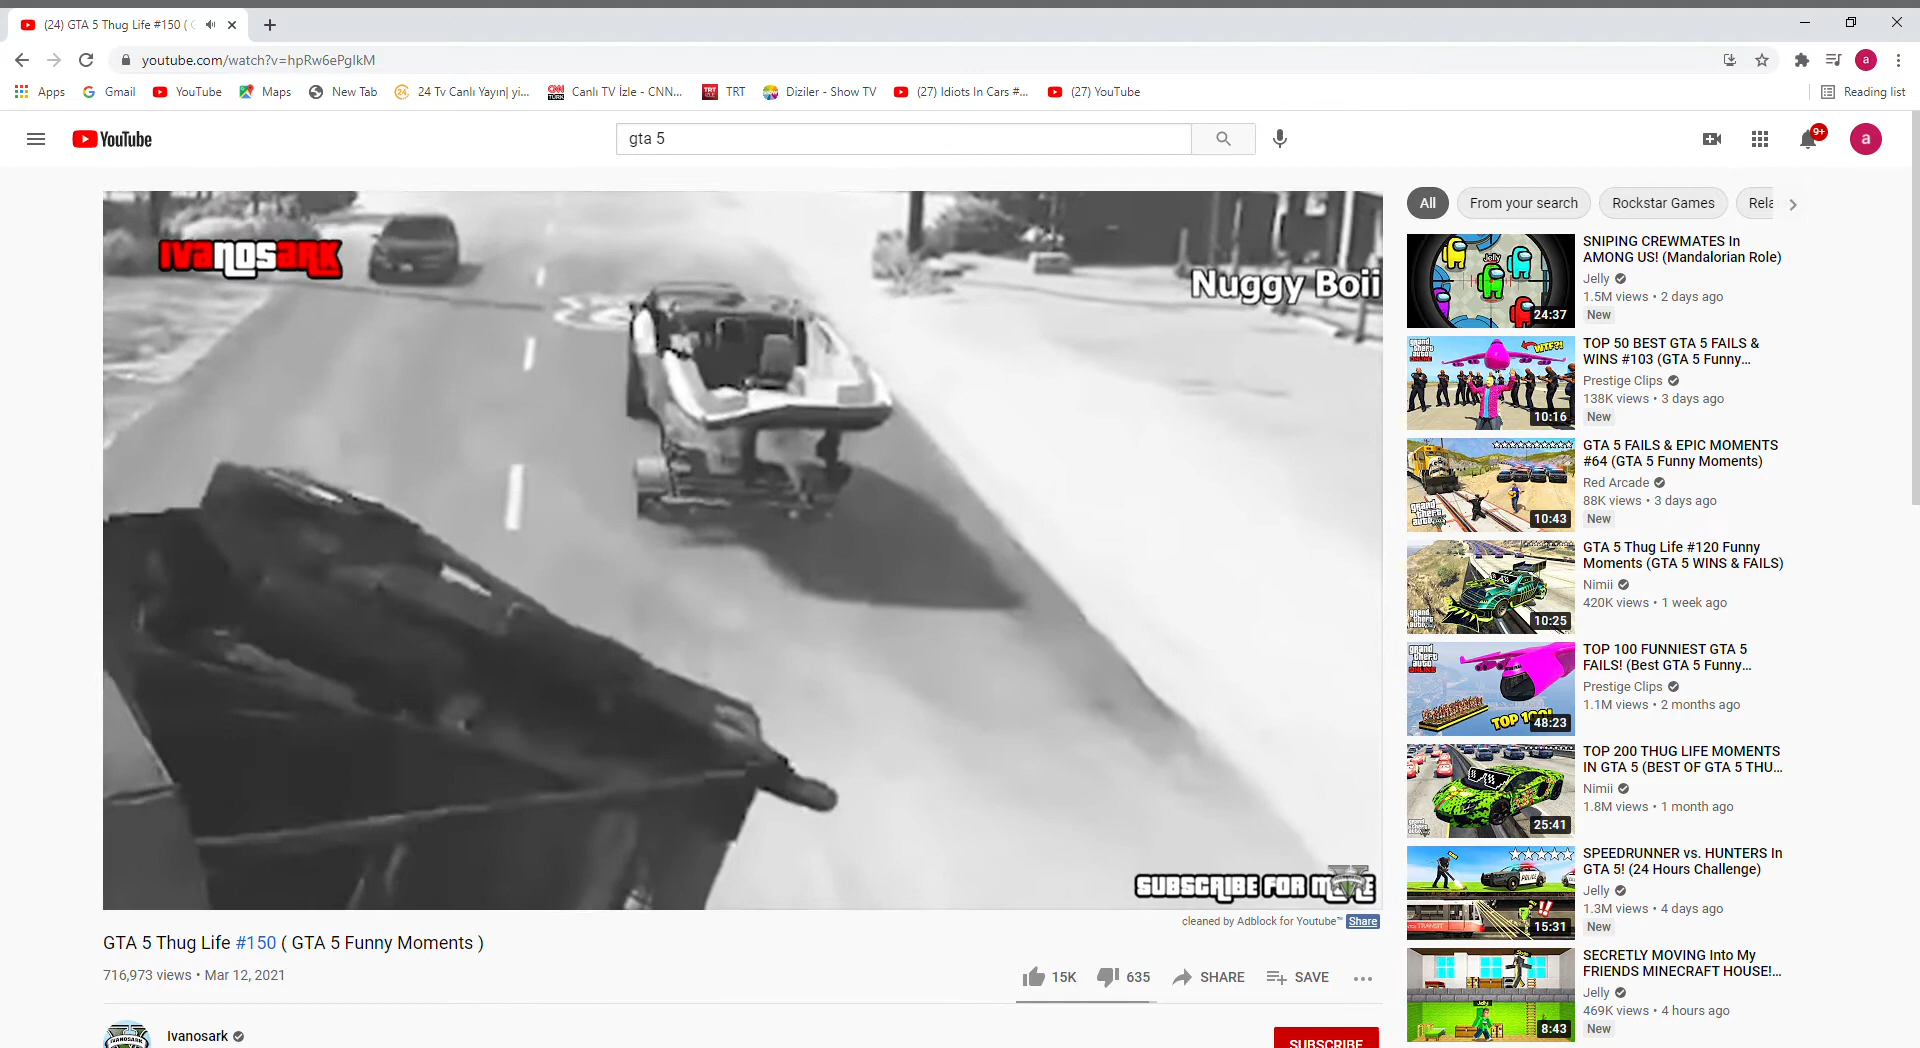 (24) GTA 5 Thug Life #150 (
youtube.com/watch?v=hpRw6ePglkM
a
Apps
Gmail
YouTube
Maps
New Tab
24 Tv Canlı Yayın| yi...
Canlı TV İzle - CNN...
TRT
Diziler - Show TV
(27) Idiots In Cars #...
(27) YouTube
Reading list
YouTube
gta 5
9+
a
IVANOSARK
Nuggy Boii
SUBSCRIBE FOR MORE
cleaned by Adblock for Youtube™ Share
GTA 5 Thug Life #150 ( GTA 5 Funny Moments )
716,973 views • Mar 12, 2021
15K
635
SHARE
SAVE
Ivanosark
SUBSCRIBE
All
From your search
Rockstar Games
Rela
Jelly
24:37
SNIPING CREWMATES In
AMONG US! (Mandalorian Role)
Jelly
1.5M views • 2 days ago
New
WTF?!
10:16
TOP 50 BEST GTA 5 FAILS &
WINS #103 (GTA 5 Funny...
Prestige Clips
138K views • 3 days ago
New
10:43
GTA 5 FAILS & EPIC MOMENTS
#64 (GTA 5 Funny Moments)
Red Arcade
88K views • 3 days ago
New
10:25
GTA 5 Thug Life #120 Funny
Moments (GTA 5 WINS & FAILS)
Nimii
420K views • 1 week ago
48:23
TOP 100 FUNNIEST GTA 5
FAILS! (Best GTA 5 Funny...
Prestige Clips
1.1M views • 2 months ago
25:41
TOP 200 THUG LIFE MOMENTS
IN GTA 5 (BEST OF GTA 5 THU...
Nimii
1.8M views • 1 month ago
15:31
SPEEDRUNNER vs. HUNTERS In
GTA 5! (24 Hours Challenge)
Jelly
1.3M views • 4 days ago
New
8:43
SECRETLY MOVING Into My
FRIENDS MINECRAFT HOUSE!...
Jelly
469K views • 4 hours ago
New